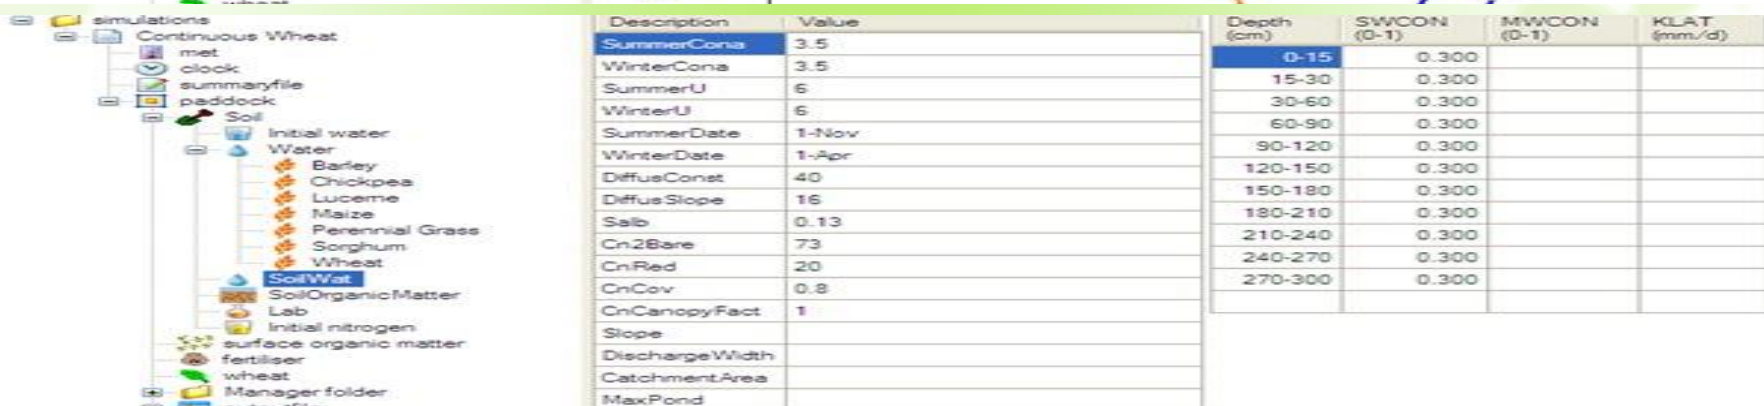 simulations
Continuous Wheat
met
clock
summaryfile
paddock
Soil
Initial water
Water
Barley
Chickpea
Lucerne
Maize
Perennial Grass
Sorghum
Wheat
SoilWat
SoilOrganicMatter
Lab
Initial nitrogen
surface organic matter
fertiliser
wheat
Manager folder
Description Value
SummerCona 3.5
WinterCona 3.5
SummerU 6
WinterU 6
SummerDate 1-Nov
WinterDate 1-Apr
DiffusConst 40
DiffusSlope 16
Salb 0.13
Cn2Bare 73
CnRed 20
CnCov 0.8
CnCanopyFact 1
Slope
DischargeWidth
CatchmentArea
MaxPond
Depth SWCON MWCON KLAT
(cm) (0-1) (0-1) (mm/d)
0-15 0.300
15-30 0.300
30-60 0.300
60-90 0.300
90-120 0.300
120-150 0.300
150-180 0.300
180-210 0.300
210-240 0.300
240-270 0.300
270-300 0.300